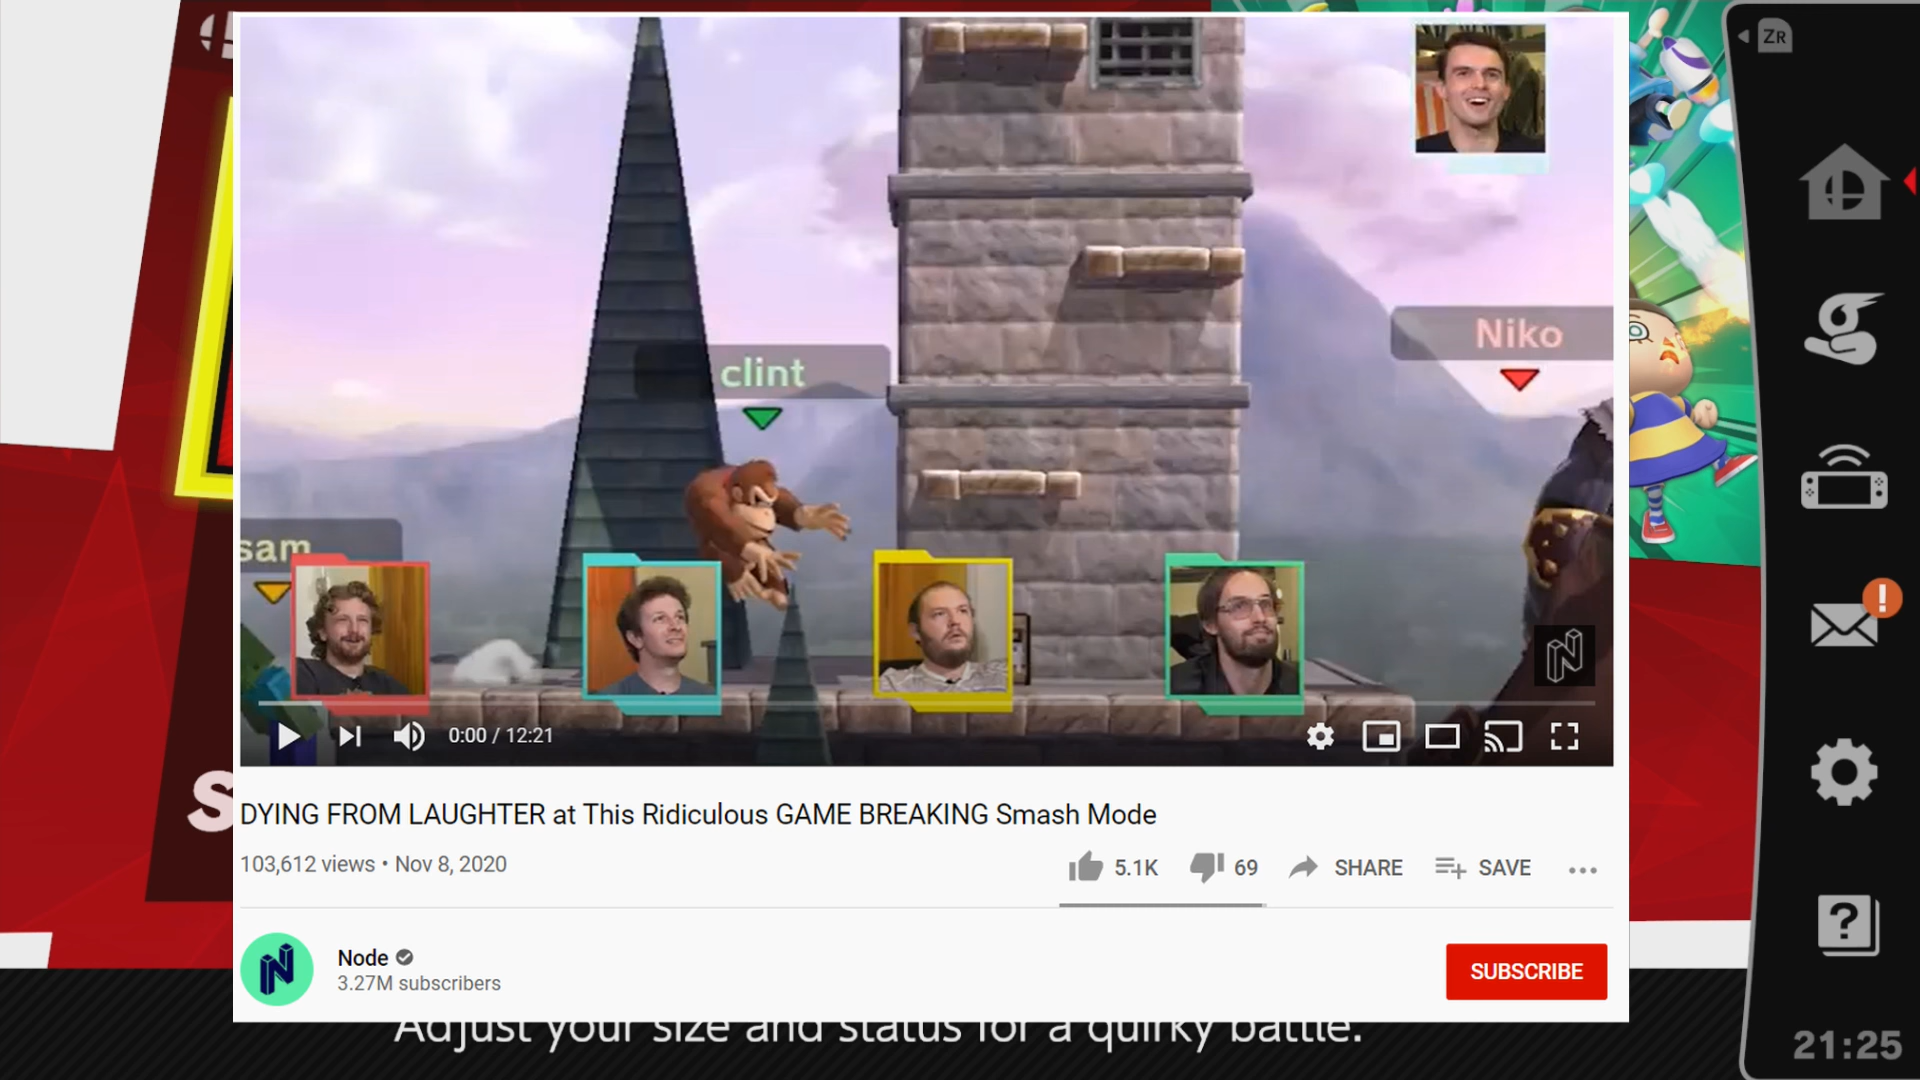 ZR
clint
Niko
sam
0:00 / 12:21
DYING FROM LAUGHTER at This Ridiculous GAME BREAKING Smash Mode
103,612 views • Nov 8, 2020
5.1K
69
SHARE
SAVE
Node
3.27M subscribers
SUBSCRIBE
S
Adjust your size and status for a quirky battle.
21:25